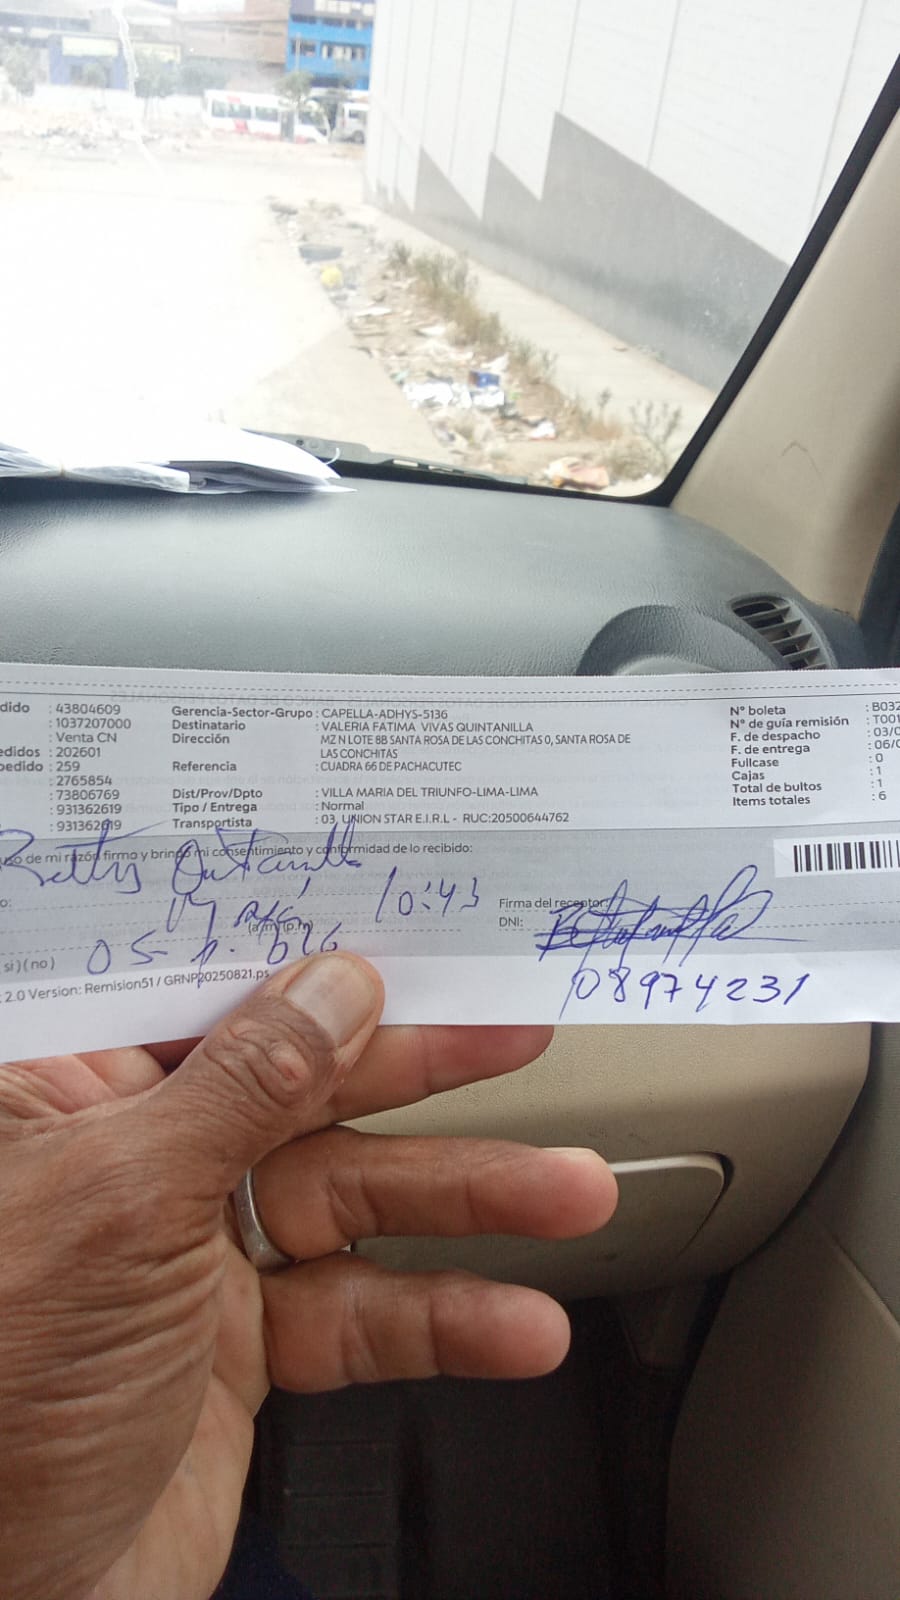 dido : 43804609 Gerencia-Sector-Grupo : CAPELLA-ADHYS-5136 N° boleta : B032
: 1037207000 Destinatario : VALERIA FATIMA VIVAS QUINTANILLA N° de guía remisión : T001
: Venta CN Dirección : MZ N LOTE 8B SANTA ROSA DE LAS CONCHITAS 0, SANTA ROSA DE F. de despacho : 03/0
LAS CONCHITAS F. de entrega : 06/0
edidos : 202601 Fullcase : 0
pedido : 259 Referencia : CUADRA 66 DE PACHACUTEC Cajas : 1
: 2765854 Total de bultos : 1
: 73806769 Dist/Prov/Dpto : VILLA MARIA DEL TRIUNFO-LIMA-LIMA Items totales : 6
: 931362619 Tipo / Entrega : Normal
: 931362619 Transportista : 03, UNION STAR E.I.R.L - RUC:20500644762
uso de mi razón firmo y brindo mi consentimiento y conformidad de lo recibido:
Betty
o: 10:43 Firma del receptor:
(a.m) (p.m) DNI:
si ) ( no ) 05
: 2.0 Version: Remision51 / GRNP20250821.ps 08974231